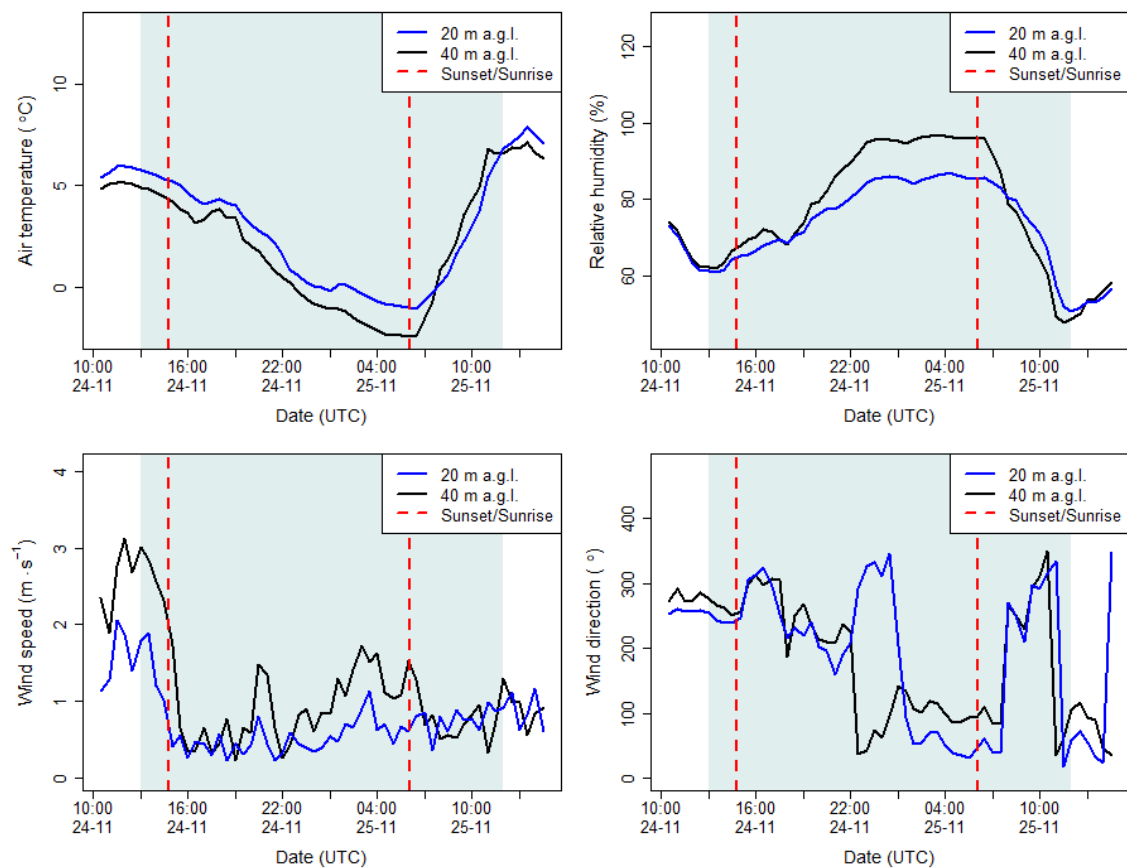 20 m a.g.l.
40 m a.g.l.
Sunset/Sunrise
Air temperature ( °C)
10
5
0
10:00 16:00 22:00 04:00 10:00
24-11 24-11 24-11 25-11 25-11
Date (UTC)
20 m a.g.l.
40 m a.g.l.
Sunset/Sunrise
Relative humidity (%)
120
100
80
60
10:00 16:00 22:00 04:00 10:00
24-11 24-11 24-11 25-11 25-11
Date (UTC)
20 m a.g.l.
40 m a.g.l.
Sunset/Sunrise
Wind speed (m · s⁻¹)
4
3
2
1
0
10:00 16:00 22:00 04:00 10:00
24-11 24-11 24-11 25-11 25-11
Date (UTC)
20 m a.g.l.
40 m a.g.l.
Sunset/Sunrise
Wind direction ( °)
400
300
200
100
0
10:00 16:00 22:00 04:00 10:00
24-11 24-11 24-11 25-11 25-11
Date (UTC)